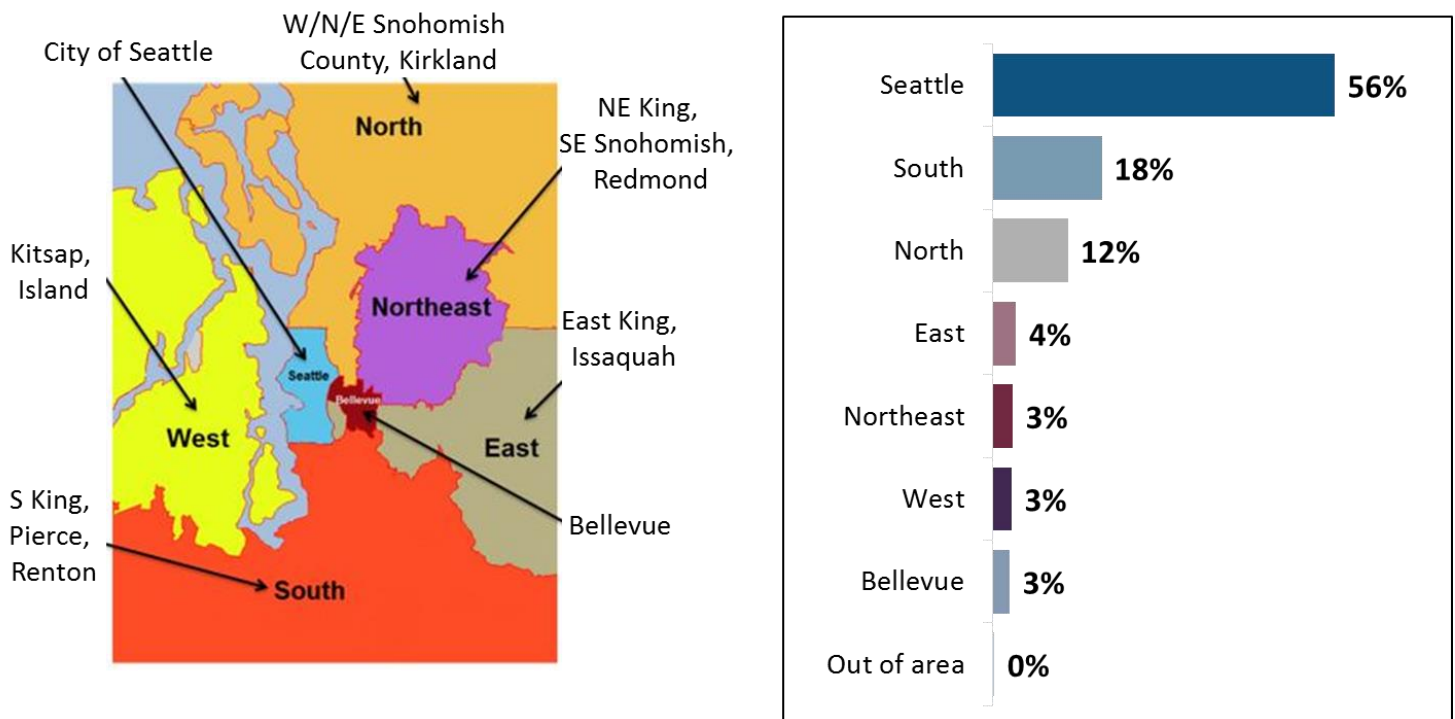 W/N/E Snohomish
County, Kirkland
City of Seattle
North
NE King,
SE Snohomish,
Redmond
Kitsap,
Island
Northeast
East King,
Issaquah
Seattle
Bellevue
West
East
S King,
Pierce,
Renton
Bellevue
South
Seattle 56%
South 18%
North 12%
East 4%
Northeast 3%
West 3%
Bellevue 3%
Out of area 0%